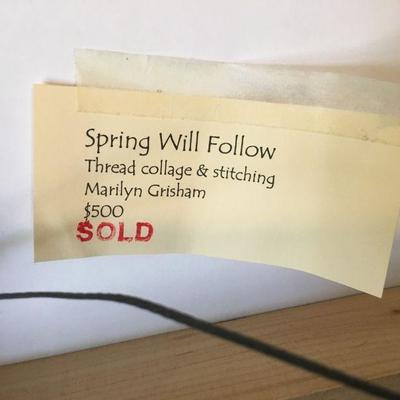 Spring Will Follow
Thread collage & stitching
Marilyn Grisham
$500
SOLD